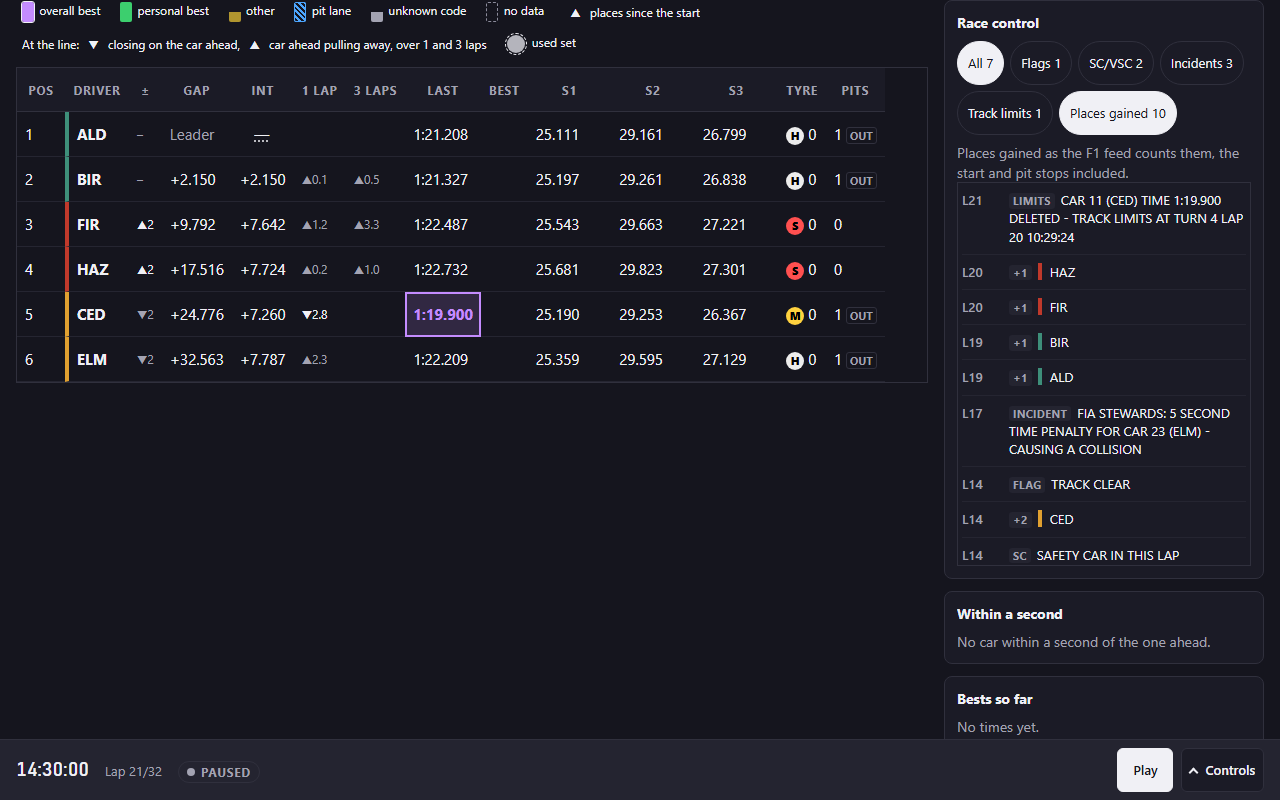 overall best personal best other pit lane unknown code no data ▲ places since the start
At the line: ▼ closing on the car ahead, ▲ car ahead pulling away, over 1 and 3 laps used set
POS DRIVER ± GAP INT 1 LAP 3 LAPS LAST BEST S1 S2 S3 TYRE PITS
1 ALD – Leader 1:21.208 25.111 29.161 26.799 H 0 1 OUT
2 BIR – +2.150 +2.150 ▲0.1 ▲0.5 1:21.327 25.197 29.261 26.838 H 0 1 OUT
3 FIR ▲2 +9.792 +7.642 ▲1.2 ▲3.3 1:22.487 25.543 29.663 27.221 S 0 0
4 HAZ ▲2 +17.516 +7.724 ▲0.2 ▲1.0 1:22.732 25.681 29.823 27.301 S 0 0
5 CED ▼2 +24.776 +7.260 ▼2.8 1:19.900 25.190 29.253 26.367 M 0 1 OUT
6 ELM ▼2 +32.563 +7.787 ▲2.3 1:22.209 25.359 29.595 27.129 H 0 1 OUT
Race control
All 7 Flags 1 SC/VSC 2 Incidents 3
Track limits 1 Places gained 10
Places gained as the F1 feed counts them, the
start and pit stops included.
L21 LIMITS CAR 11 (CED) TIME 1:19.900
DELETED - TRACK LIMITS AT TURN 4 LAP
20 10:29:24
L20 +1 HAZ
L20 +1 FIR
L19 +1 BIR
L19 +1 ALD
L17 INCIDENT FIA STEWARDS: 5 SECOND
TIME PENALTY FOR CAR 23 (ELM) -
CAUSING A COLLISION
L14 FLAG TRACK CLEAR
L14 +2 CED
L14 SC SAFETY CAR IN THIS LAP
Within a second
No car within a second of the one ahead.
Bests so far
No times yet.
14:30:00 Lap 21/32 PAUSED Play Controls